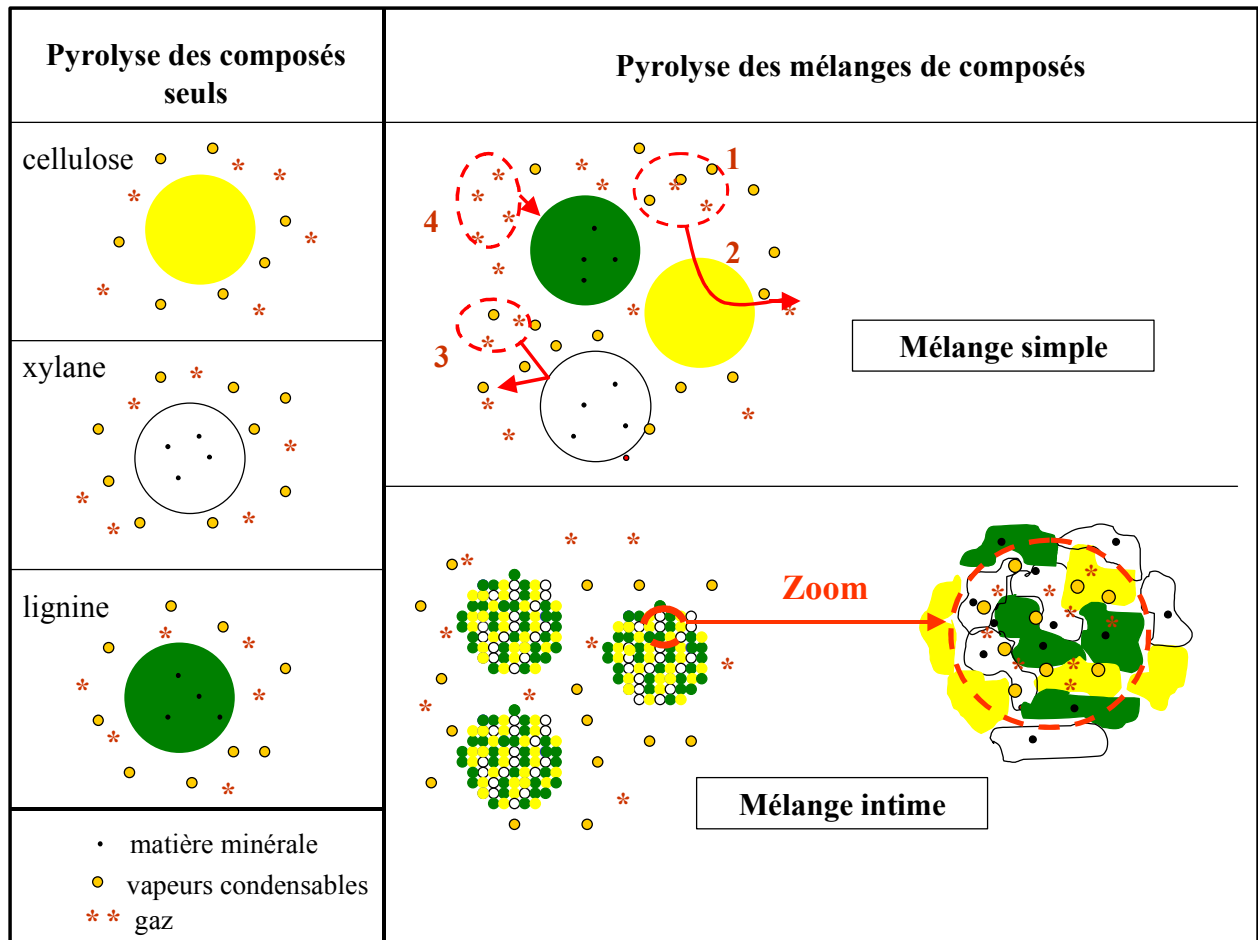 Pyrolyse des composés
seuls
Pyrolyse des mélanges de composés
cellulose
xylane
lignine
1
2
3
4
Mélange simple
Zoom
Mélange intime
matière minérale
vapeurs condensables
* * gaz